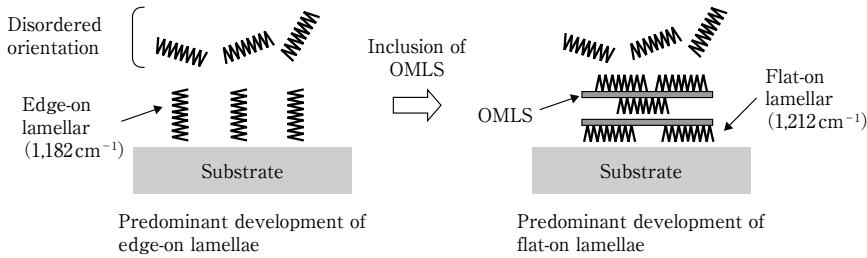 Disordered
orientation
Edge-on
lamellar
(1,182 cm⁻¹)
Substrate
Predominant development of
edge-on lamellae
Inclusion of
OMLS
OMLS
Flat-on
lamellar
(1,212 cm⁻¹)
Substrate
Predominant development of
flat-on lamellae